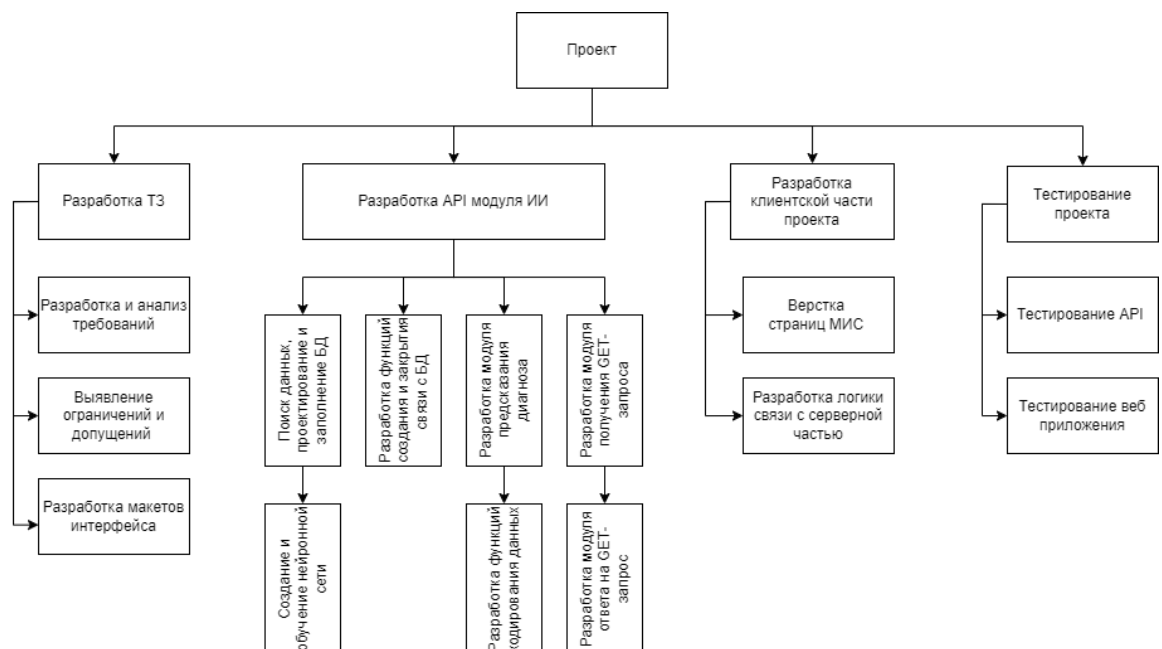 Проект
Разработка ТЗ
Разработка API модуля ИИ
Разработка
клиентской части
проекта
Тестирование
проекта
Разработка и анализ
требований
Выявление
ограничений и
допущений
Разработка макетов
интерфейса
Поиск данных,
проектирование и
заполнение БД
Разработка функций
создания и закрытия
связи с БД
Разработка модуля
предсказания
диагноза
Разработка модуля
получения GET-
запроса
Создание и
обучение нейронной
сети
Разработка функций
кодирования данных
Разработка модуля
ответа на GET-
запрос
Верстка
страниц МИС
Разработка логики
связи с серверной
частью
Тестирование API
Тестирование веб
приложения